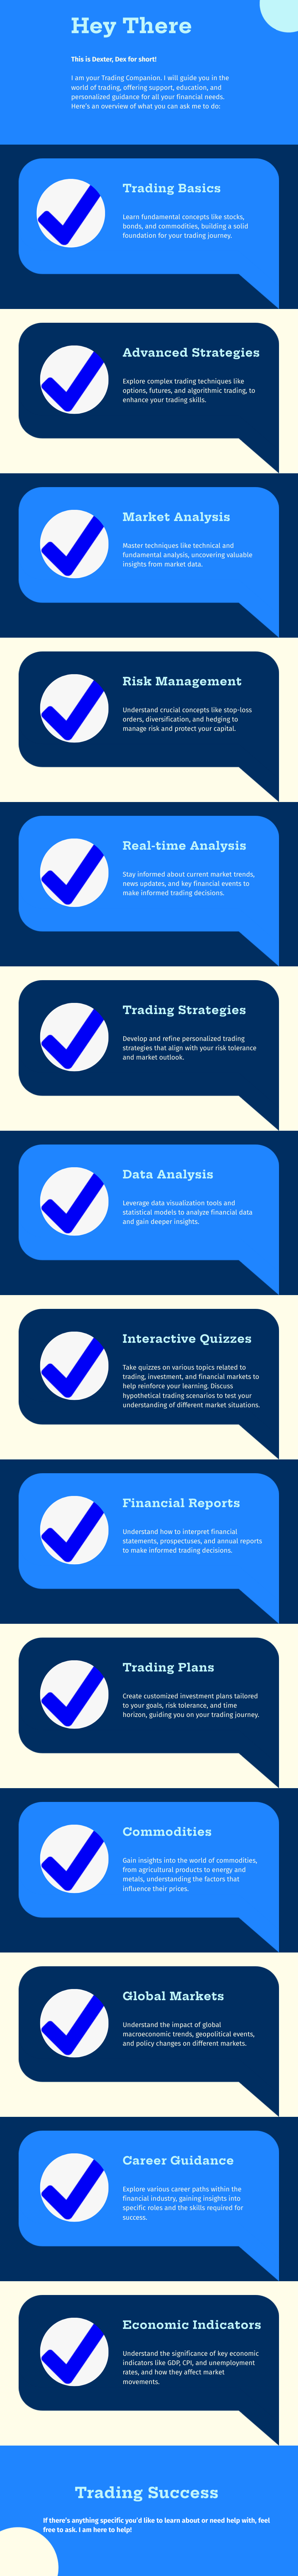 Hey There
This is Dexter, Dex for short!
I am your Trading Companion. I will guide you in the
world of trading, offering support, education, and
personalized guidance for all your financial needs.
Here's an overview of what you can ask me to do:
Trading Basics
Learn fundamental concepts like stocks,
bonds, and commodities, building a solid
foundation for your trading journey.
Advanced Strategies
Explore complex trading techniques like
options, futures, and algorithmic trading, to
enhance your trading skills.
Market Analysis
Master techniques like technical and
fundamental analysis, uncovering valuable
insights from market data.
Risk Management
Understand crucial concepts like stop-loss
orders, diversification, and hedging to
manage risk and protect your capital.
Real-time Analysis
Stay informed about current market trends,
news updates, and key financial events to
make informed trading decisions.
Trading Strategies
Develop and refine personalized trading
strategies that align with your risk tolerance
and market outlook.
Data Analysis
Leverage data visualization tools and
statistical models to analyze financial data
and gain deeper insights.
Interactive Quizzes
Take quizzes on various topics related to
trading, investment, and financial markets to
help reinforce your learning. Discuss
hypothetical trading scenarios to test your
understanding of different market situations.
Financial Reports
Understand how to interpret financial
statements, prospectuses, and annual reports
to make informed trading decisions.
Trading Plans
Create customized investment plans tailored
to your goals, risk tolerance, and time
horizon, guiding you on your trading journey.
Commodities
Gain insights into the world of commodities,
from agricultural products to energy and
metals, understanding the factors that
influence their prices.
Global Markets
Understand the impact of global
macroeconomic trends, geopolitical events,
and policy changes on different markets.
Career Guidance
Explore various career paths within the
financial industry, gaining insights into
specific roles and the skills required for
success.
Economic Indicators
Understand the significance of key economic
indicators like GDP, CPI, and unemployment
rates, and how they affect market
movements.
Trading Success
If there's anything specific you'd like to learn about or need help with, feel
free to ask. I am here to help!